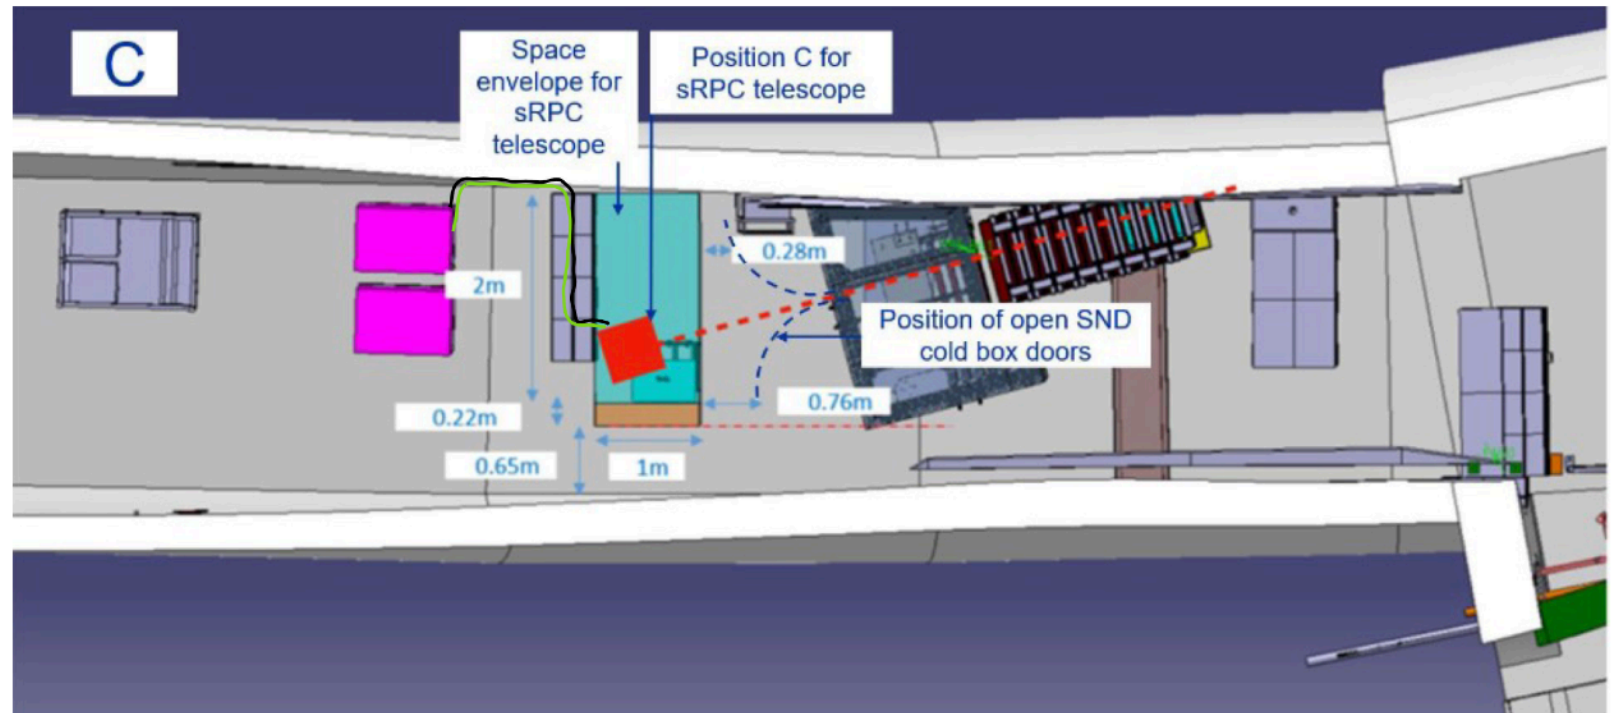 C
Space
envelope for
sRPC
telescope
Position C for
sRPC telescope
0.28m
2m
Position of open SND
cold box doors
0.22m
0.76m
0.65m
1m